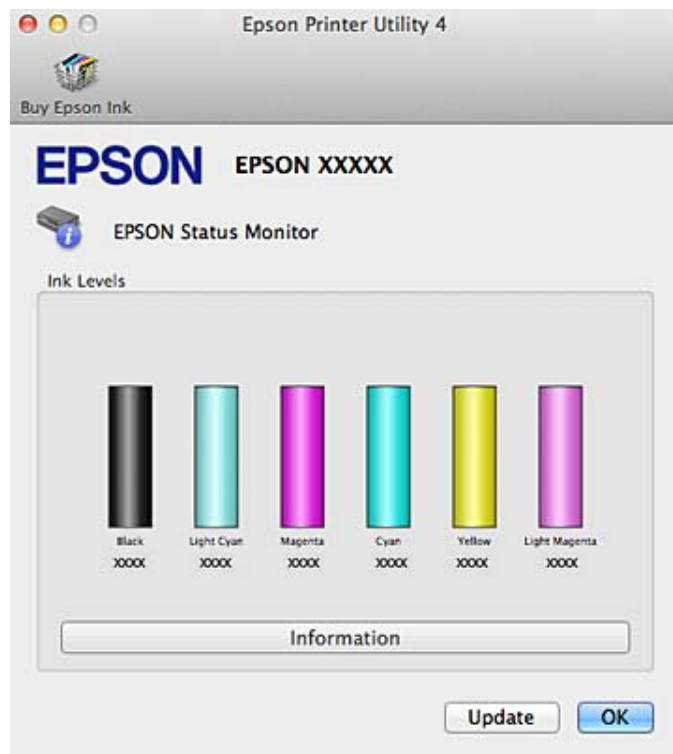 Epson Printer Utility 4
Buy Epson Ink
EPSON EPSON XXXXX
EPSON Status Monitor
Ink Levels
Black Light Cyan Magenta Cyan Yellow Light Magenta
XXXX XXXX XXXX XXXX XXXX XXXX
Information
Update OK